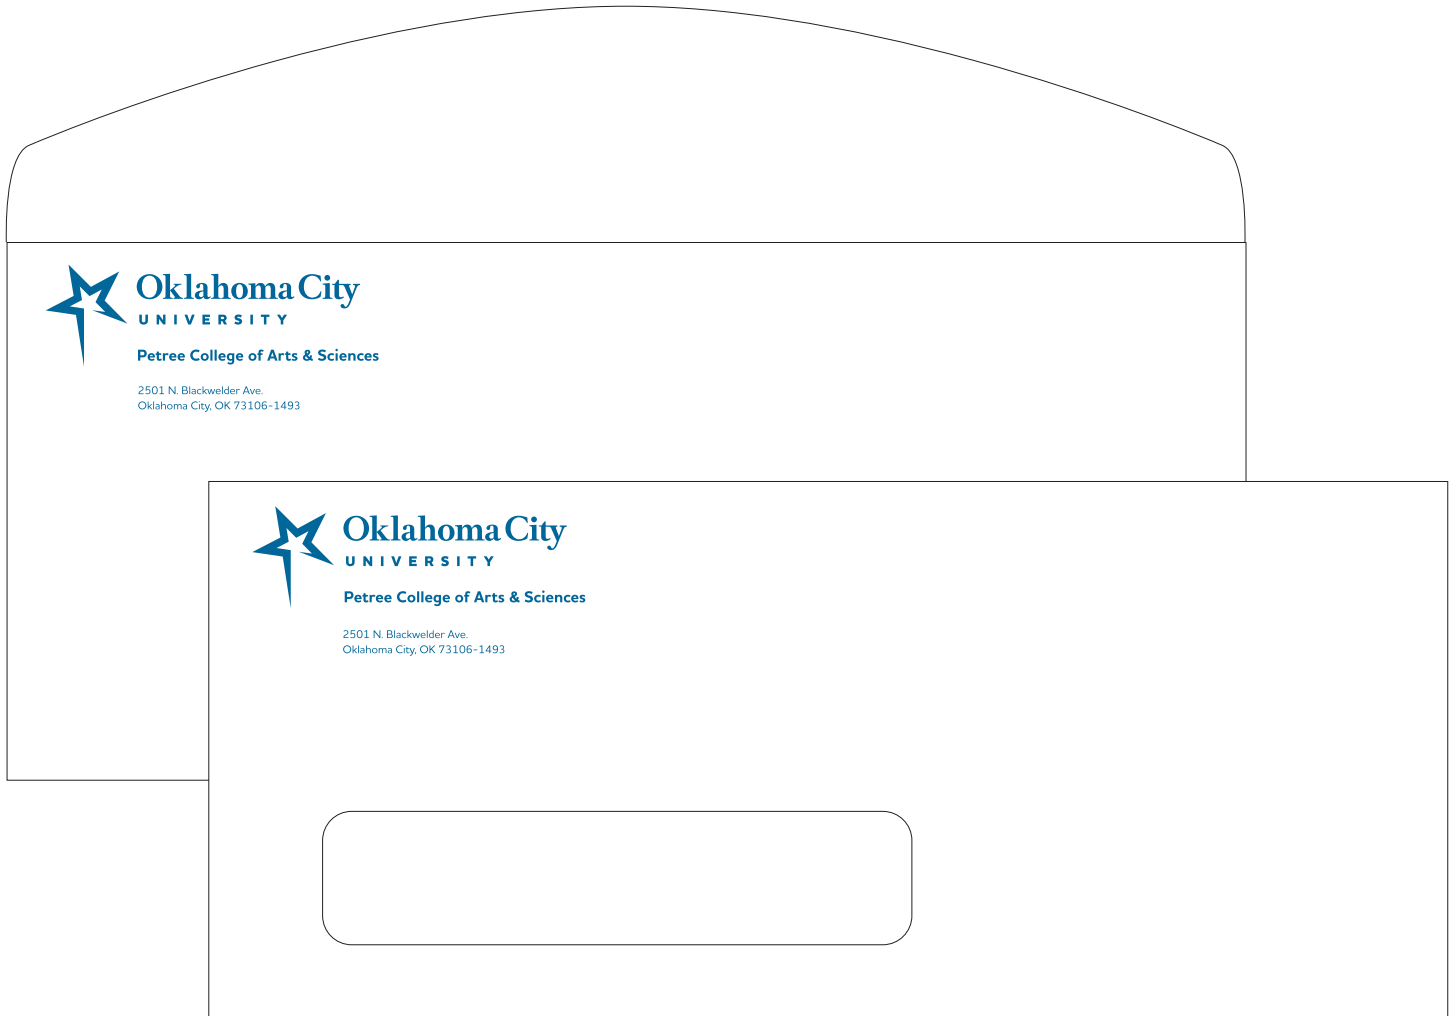 Oklahoma City
UNIVERSITY
Petree College of Arts & Sciences
2501 N. Blackwelder Ave.
Oklahoma City, OK 73106-1493
Oklahoma City
UNIVERSITY
Petree College of Arts & Sciences
2501 N. Blackwelder Ave.
Oklahoma City, OK 73106-1493